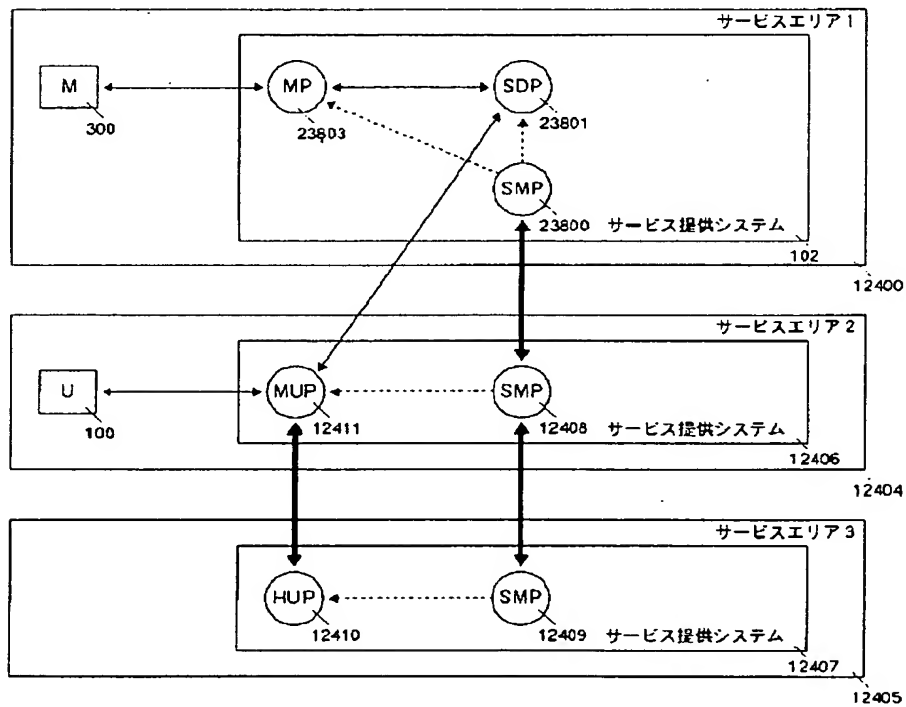 サービスエリア1
M
300
MP
23803
SDP
23801
SMP
23800
サービス提供システム
102
12400
サービスエリア2
U
100
MUP
12411
SMP
12408
サービス提供システム
12406
12404
サービスエリア3
HUP
12410
SMP
12409
サービス提供システム
12407
12405